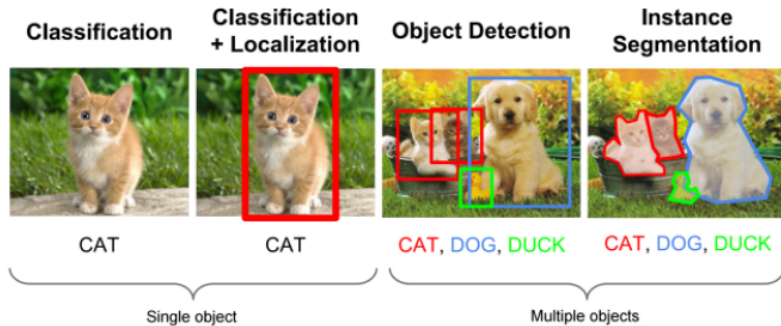 Classification
Classification
+ Localization
Object Detection
Instance
Segmentation
CAT
CAT
CAT, DOG, DUCK
CAT, DOG, DUCK
Single object
Multiple objects